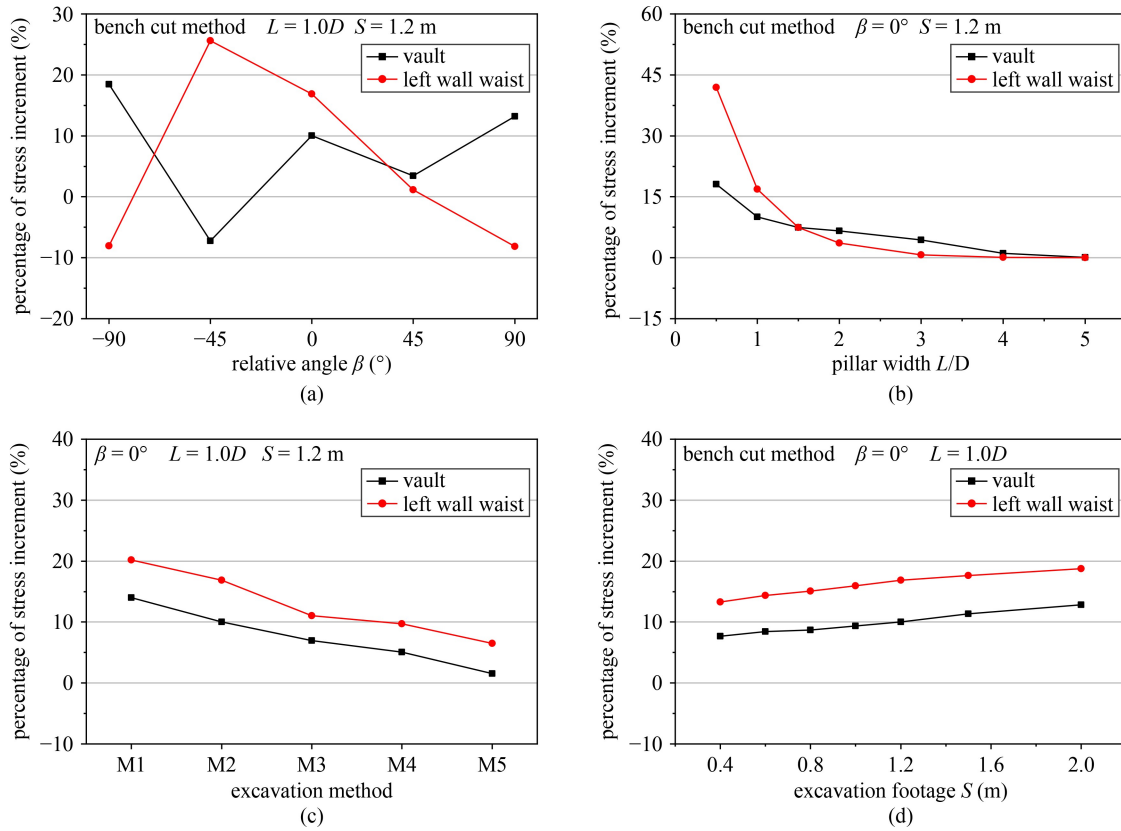 bench cut method L = 1.0D S = 1.2 m
vault
left wall waist
percentage of stress increment (%)
30
20
10
0
−10
−20
−90
−45
0
45
90
relative angle β (°)
(a)
bench cut method β = 0° S = 1.2 m
vault
left wall waist
percentage of stress increment (%)
60
45
30
15
0
−15
0
1
2
3
4
5
pillar width L/D
(b)
β = 0° L = 1.0D S = 1.2 m
vault
left wall waist
percentage of stress increment (%)
40
30
20
10
0
−10
M1
M2
M3
M4
M5
excavation method
(c)
bench cut method β = 0° L = 1.0D
vault
left wall waist
percentage of stress increment (%)
40
30
20
10
0
−10
0.4
0.8
1.2
1.6
2.0
excavation footage S (m)
(d)